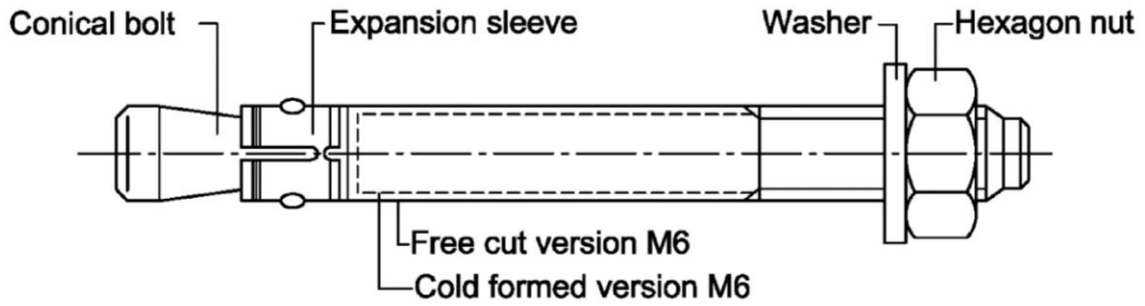 Conical bolt
Expansion sleeve
Washer
Hexagon nut
Free cut version M6
Cold formed version M6